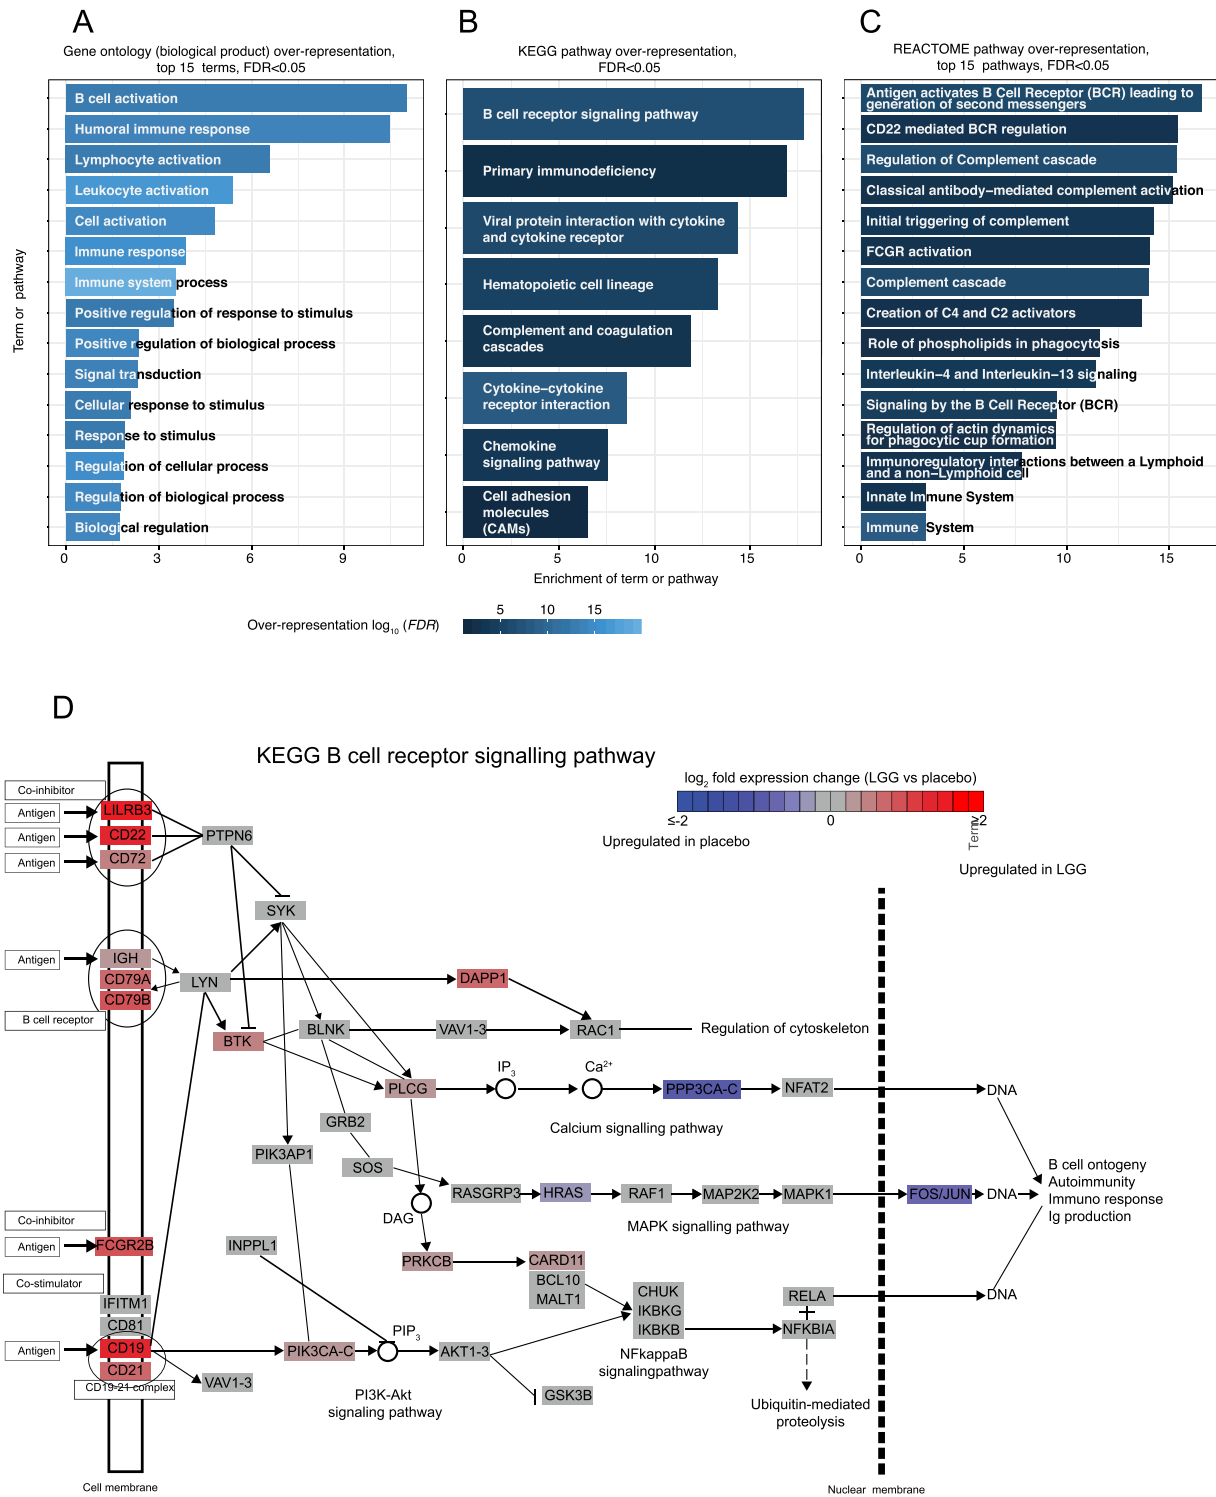 A
B
C
Gene ontology (biological product) over-representation,
top 15 terms, FDR<0.05
KEGG pathway over-representation,
FDR<0.05
REACTOME pathway over-representation,
top 15 pathways, FDR<0.05
Term or pathway
B cell activation
Humoral immune response
Lymphocyte activation
Leukocyte activation
Cell activation
Immune response
Immune system process
Positive regulation of response to stimulus
Positive regulation of biological process
Signal transduction
Cellular response to stimulus
Response to stimulus
Regulation of cellular process
Regulation of biological process
Biological regulation
0 3 6 9
B cell receptor signaling pathway
Primary immunodeficiency
Viral protein interaction with cytokine
and cytokine receptor
Hematopoietic cell lineage
Complement and coagulation
cascades
Cytokine–cytokine
receptor interaction
Chemokine
signaling pathway
Cell adhesion
molecules
(CAMs)
0 5 10 15
Antigen activates B Cell Receptor (BCR) leading to
generation of second messengers
CD22 mediated BCR regulation
Regulation of Complement cascade
Classical antibody–mediated complement activation
Initial triggering of complement
FCGR activation
Complement cascade
Creation of C4 and C2 activators
Role of phospholipids in phagocytosis
Interleukin–4 and Interleukin–13 signaling
Signaling by the B Cell Receptor (BCR)
Regulation of actin dynamics
for phagocytic cup formation
Immunoregulatory interactions between a Lymphoid
and a non–Lymphoid cell
Innate Immune System
Immune System
0 5 10 15
Enrichment of term or pathway
5 10 15
Over-representation log10 (FDR)
D
KEGG B cell receptor signalling pathway
log2 fold expression change (LGG vs placebo)
≤-2 0 ≥2
Term
Upregulated in placebo
Upregulated in LGG
Co-inhibitor
Antigen
LILRB3
Antigen
CD22
PTPN6
Antigen
CD72
SYK
Antigen
IGH
CD79A
LYN
DAPP1
CD79B
B cell receptor
BTK
BLNK
VAV1-3
RAC1
Regulation of cytoskeleton
IP3
Ca2+
PLCG
PPP3CA-C
NFAT2
DNA
GRB2
Calcium signalling pathway
PIK3AP1
SOS
B cell ontogeny
Autoimmunity
Immuno response
Ig production
RASGRP3
HRAS
RAF1
MAP2K2
MAPK1
FOS/JUN
DNA
DAG
MAPK signalling pathway
Co-inhibitor
Antigen
FCGR2B
INPPL1
PRKCB
CARD11
BCL10
MALT1
Co-stimulator
IFITM1
CD81
CHUK
IKBKG
IKBKB
RELA
DNA
NFKBIA
PIP3
Antigen
CD19
PIK3CA-C
AKT1-3
NFkappaB
signalingpathway
CD21
CD19-21 complex
VAV1-3
GSK3B
PI3K-Akt
signaling pathway
Ubiquitin-mediated
proteolysis
Cell membrane
Nuclear membrane